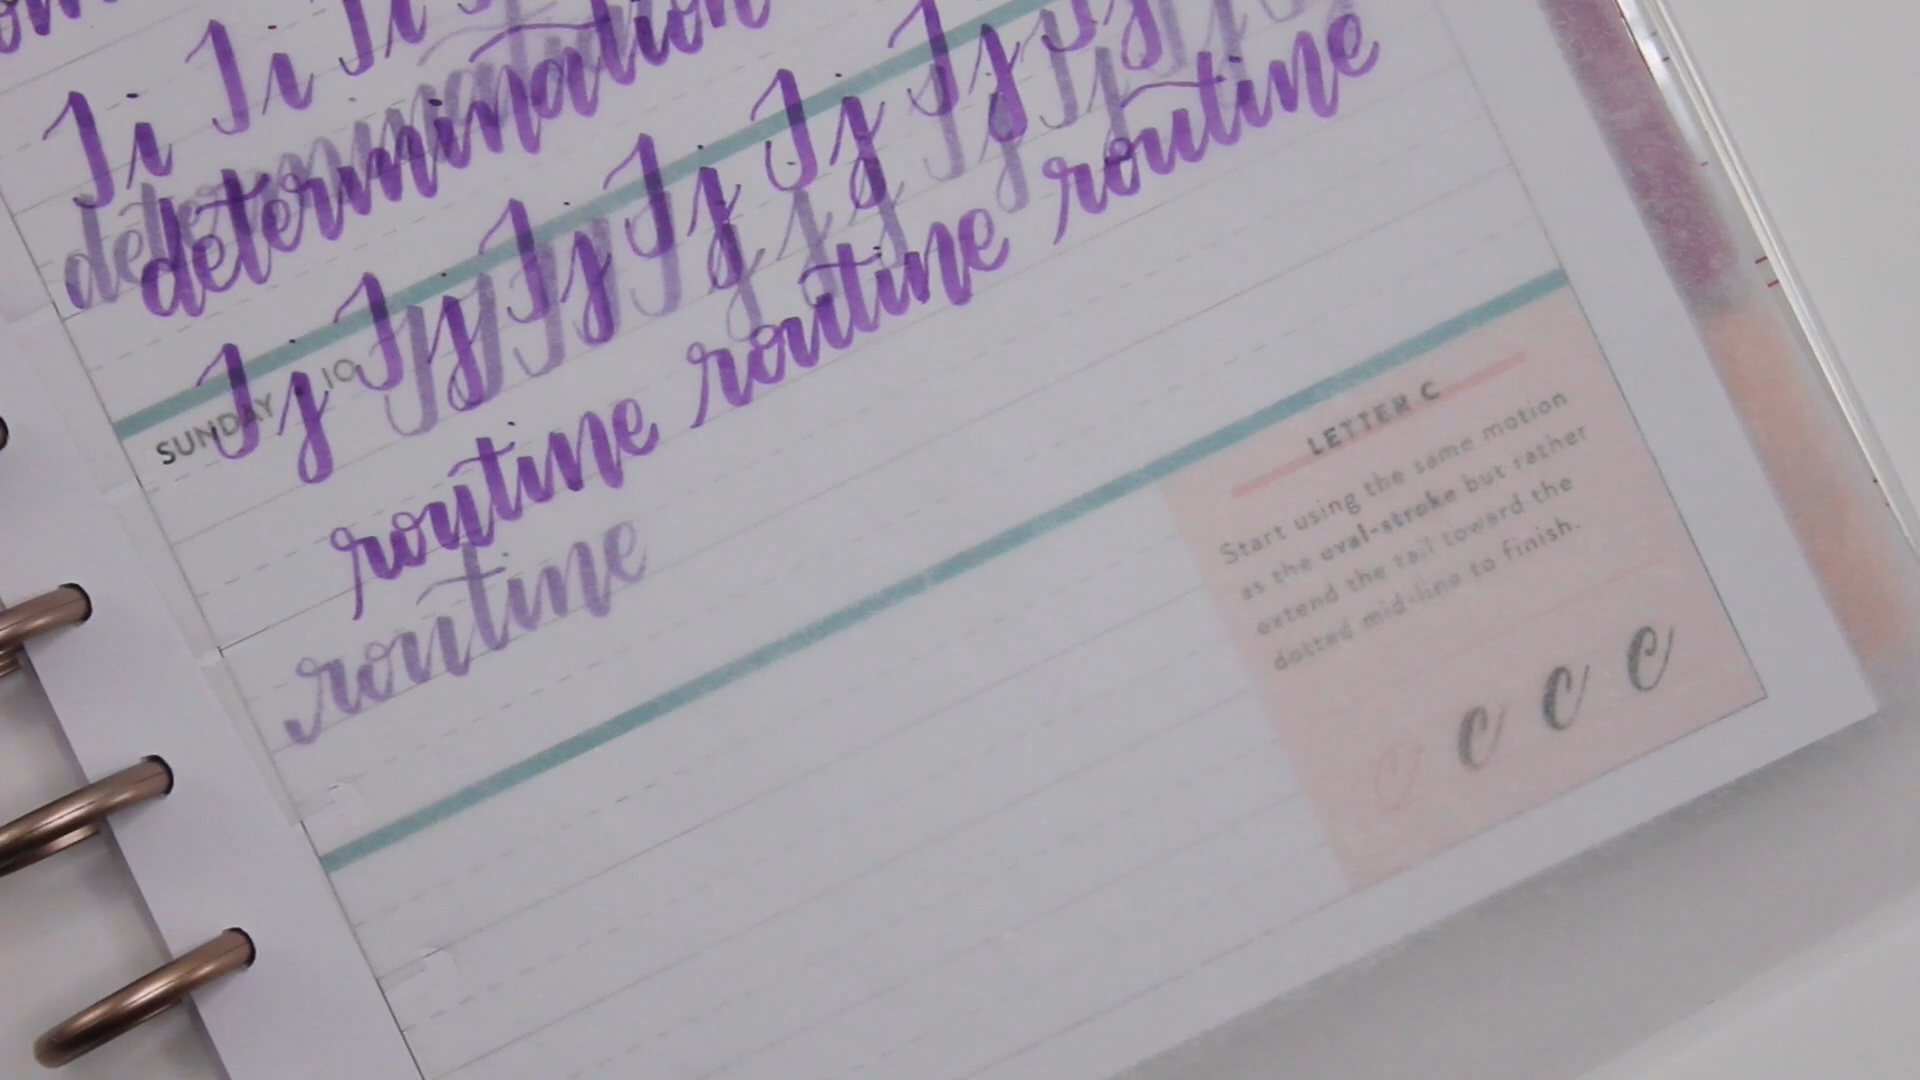 Ii Ii Ii
determination
determination
Jj Jj Jj Jj Jj Jj
SUNDAY • 10
routine routine routine routine
routine
LETTER C
Start using the same motion
as the oval-stroke but rather
extend the tail toward the
dotted mid-line to finish.
c c c c